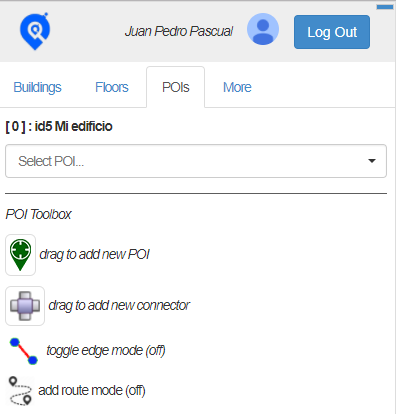 Juan Pedro Pascual
Log Out
Buildings Floors POIs More
[ 0 ] : id5 Mi edificio
Select POI...
POI Toolbox
drag to add new POI
drag to add new connector
toggle edge mode (off)
add route mode (off)